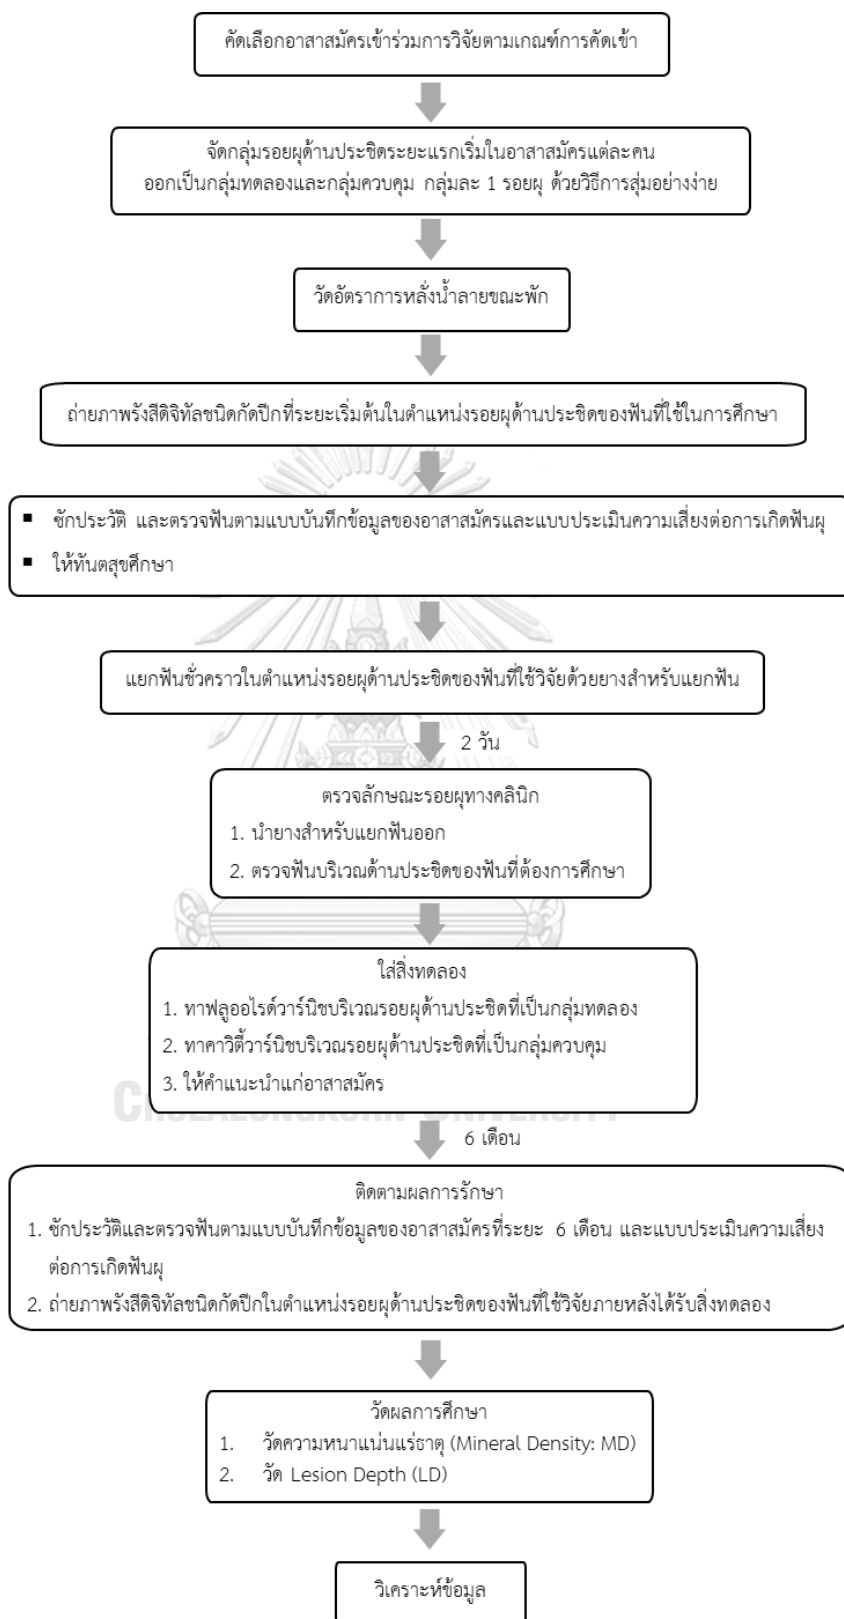 คัดเลือกอาสาสมัครเข้าร่วมการวิจัยตามเกณฑ์การคัดเข้า
จัดกลุ่มรอยผุด้านประชิดระยะแรกเริ่มในอาสาสมัครแต่ละคน
ออกเป็นกลุ่มทดลองและกลุ่มควบคุม กลุ่มละ 1 รอยผุ ด้วยวิธีการสุ่มอย่างง่าย
วัดอัตราการหลั่งน้ำลายขณะพัก
ถ่ายภาพรังสีดิจิทัลชนิดกัดปีกที่ระยะเริ่มต้นในตำแหน่งรอยผุด้านประชิดของฟันที่ใช้ในการศึกษา
▪ ซักประวัติ และตรวจฟันตามแบบบันทึกข้อมูลของอาสาสมัครและแบบประเมินความเสี่ยงต่อการเกิดฟันผุ
▪ ให้ทันตสุขศึกษา
แยกฟันชั่วคราวในตำแหน่งรอยผุด้านประชิดของฟันที่ใช้วิจัยด้วยยางสำหรับแยกฟัน
2 วัน
ตรวจลักษณะรอยผุทางคลินิก
1. นำยางสำหรับแยกฟันออก
2. ตรวจฟันบริเวณด้านประชิดของฟันที่ต้องการศึกษา
ใส่สิ่งทดลอง
1. ทาฟลูออไรด์วาร์นิชบริเวณรอยผุด้านประชิดที่เป็นกลุ่มทดลอง
2. ทาคาวิตี้วาร์นิชบริเวณรอยผุด้านประชิดที่เป็นกลุ่มควบคุม
3. ให้คำแนะนำแก่อาสาสมัคร
CHULALONGKORN UNIVERSITY
6 เดือน
ติดตามผลการรักษา
1. ซักประวัติและตรวจฟันตามแบบบันทึกข้อมูลของอาสาสมัครที่ระยะ 6 เดือน และแบบประเมินความเสี่ยง
ต่อการเกิดฟันผุ
2. ถ่ายภาพรังสีดิจิทัลชนิดกัดปีกในตำแหน่งรอยผุด้านประชิดของฟันที่ใช้วิจัยภายหลังได้รับสิ่งทดลอง
วัดผลการศึกษา
1. วัดความหนาแน่นแร่ธาตุ (Mineral Density: MD)
2. วัด Lesion Depth (LD)
วิเคราะห์ข้อมูล